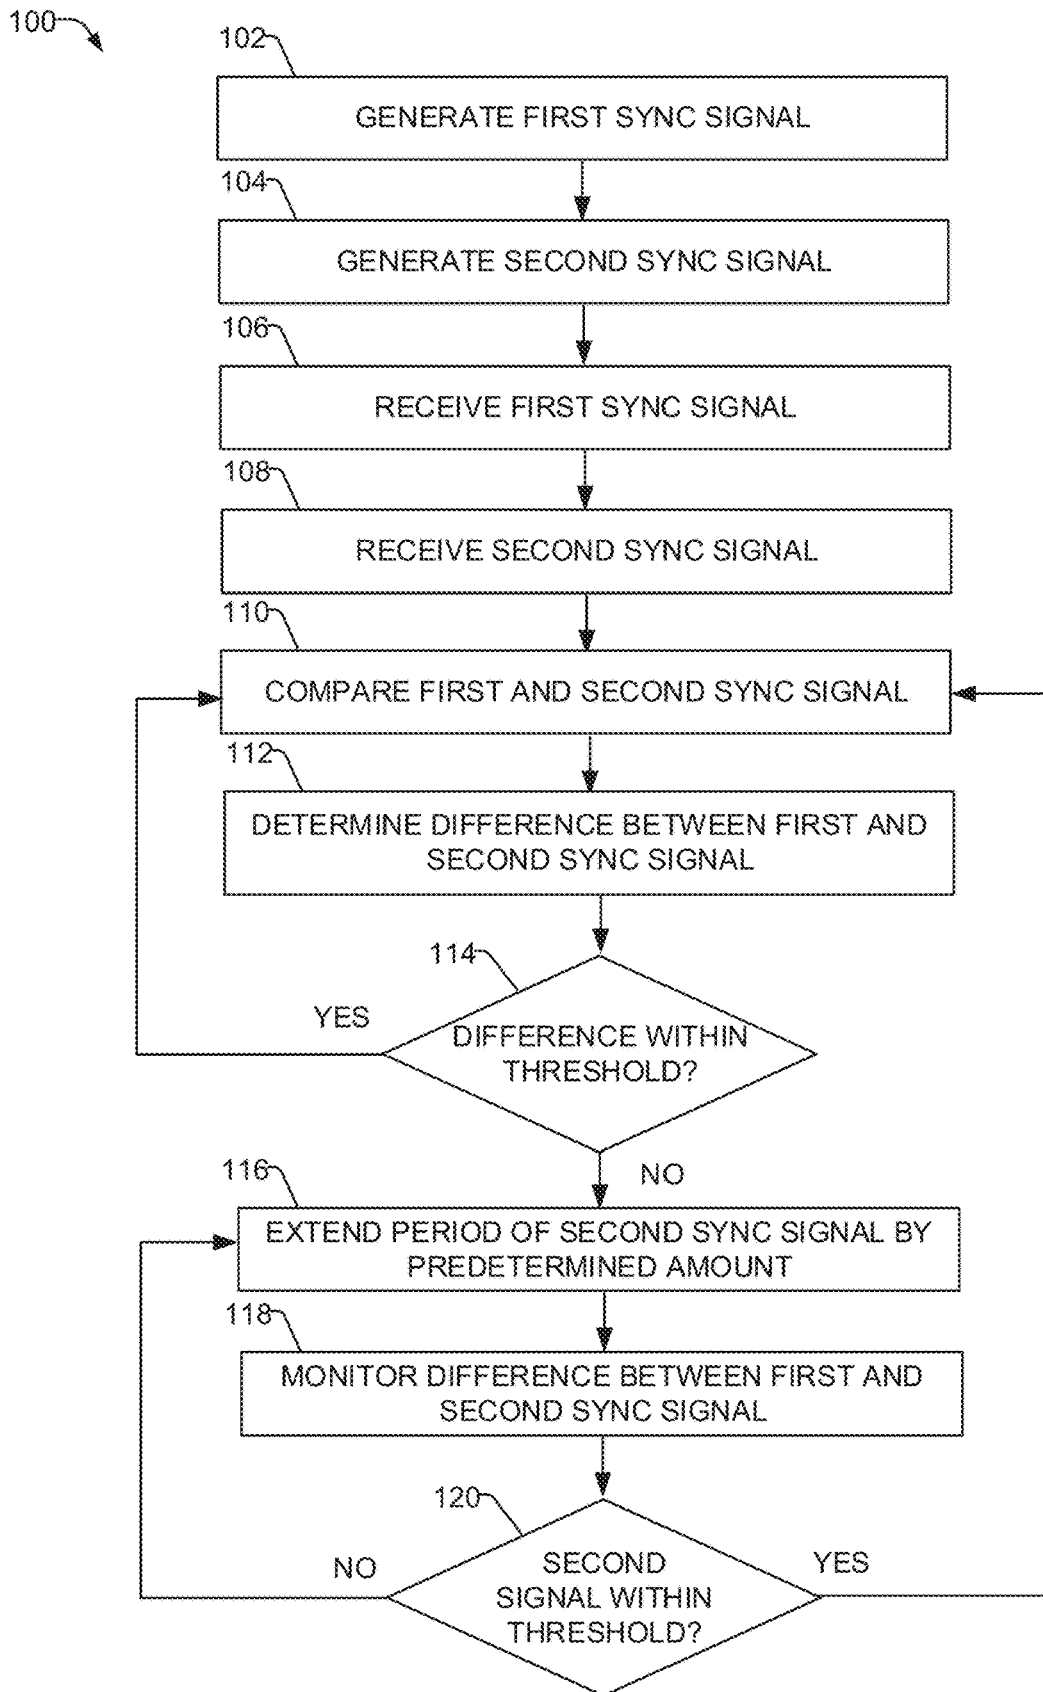 100
102
GENERATE FIRST SYNC SIGNAL
104
GENERATE SECOND SYNC SIGNAL
106
RECEIVE FIRST SYNC SIGNAL
108
RECEIVE SECOND SYNC SIGNAL
110
COMPARE FIRST AND SECOND SYNC SIGNAL
112
DETERMINE DIFFERENCE BETWEEN FIRST AND
SECOND SYNC SIGNAL
114
YES
DIFFERENCE WITHIN
THRESHOLD?
NO
116
EXTEND PERIOD OF SECOND SYNC SIGNAL BY
PREDETERMINED AMOUNT
118
MONITOR DIFFERENCE BETWEEN FIRST AND
SECOND SYNC SIGNAL
120
NO
SECOND
SIGNAL WITHIN
THRESHOLD?
YES